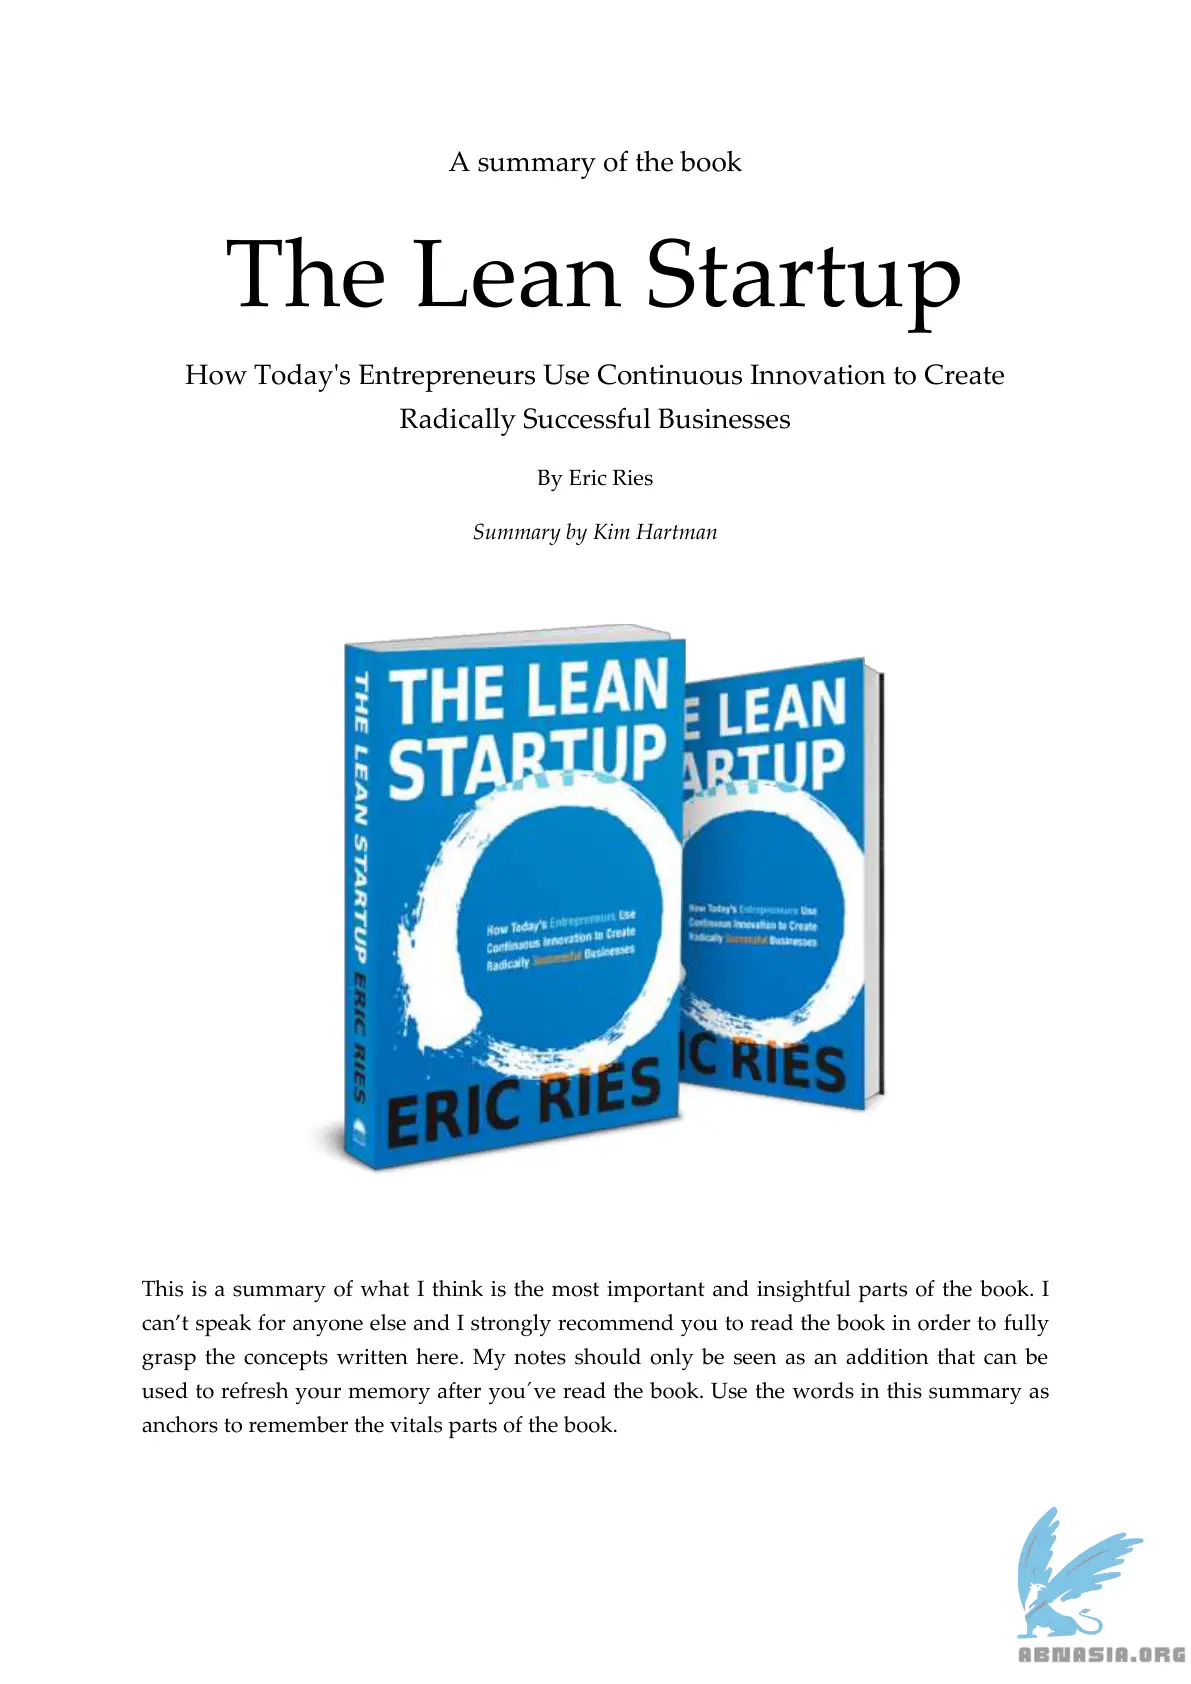 A summary of the book
The Lean Startup
How Today's Entrepreneurs Use Continuous Innovation to Create
Radically Successful Businesses
By Eric Ries
Summary by Kim Hartman
THE LEAN
STARTUP
THE LEAN STARTUP ERIC RIES
How Today's Entrepreneurs Use
Continuous Innovation to Create
Radically Successful Businesses
ERIC RIES
E LEAN
ARTUP
How Today's Entrepreneurs Use
Continuous Innovation to Create
Radically Successful Businesses
IC RIES
This is a summary of what I think is the most important and insightful parts of the book. I
can’t speak for anyone else and I strongly recommend you to read the book in order to fully
grasp the concepts written here. My notes should only be seen as an addition that can be
used to refresh your memory after you´ve read the book. Use the words in this summary as
anchors to remember the vitals parts of the book.
ABNASIA.ORG